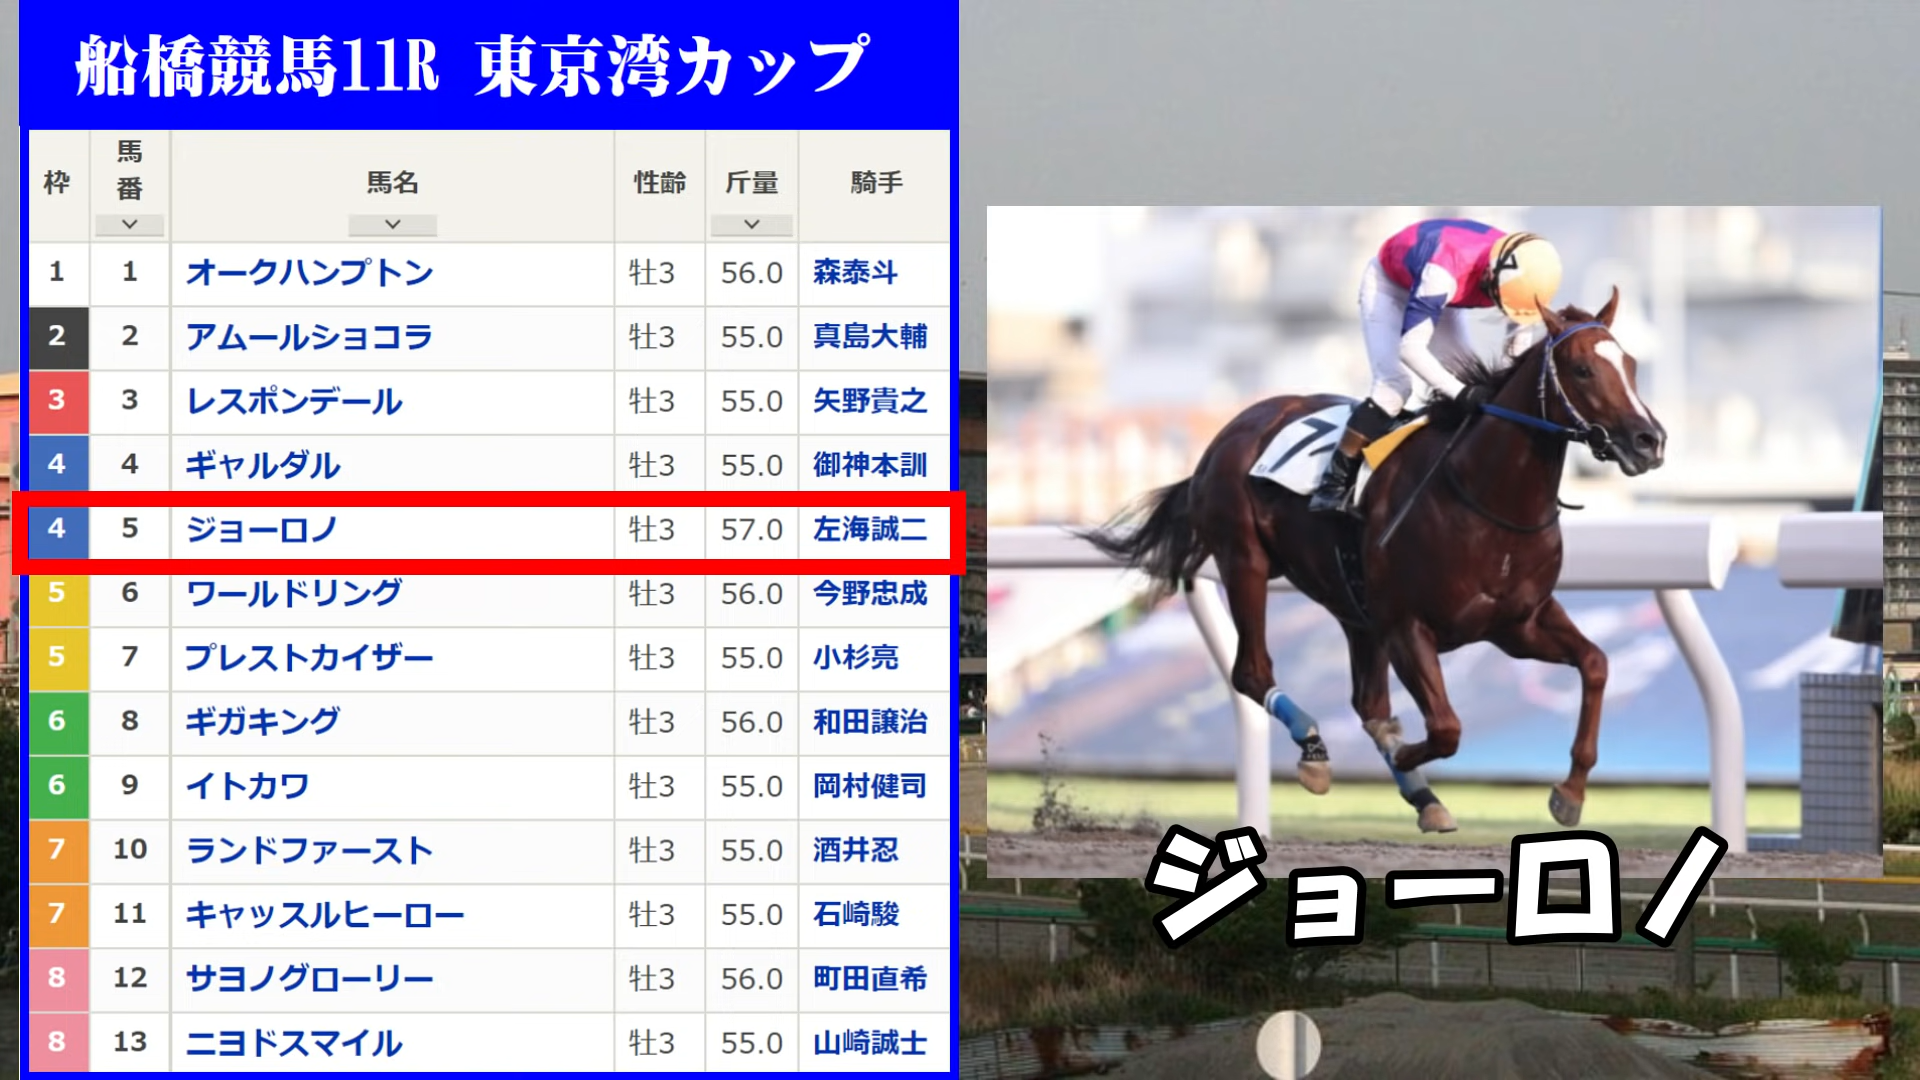 船橋競馬11R 東京湾カップ
枠 馬番 馬名 性齢 斤量 騎手
1 1 オークハンプトン 牡3 56.0 森泰斗
2 2 アムールショコラ 牡3 55.0 真島大輔
3 3 レスポンデール 牡3 55.0 矢野貴之
4 4 ギャルダル 牡3 55.0 御神本訓
4 5 ジョーロノ 牡3 57.0 左海誠二
5 6 ワールドリング 牡3 56.0 今野忠成
5 7 プレストカイザー 牡3 55.0 小杉亮
6 8 ギガキング 牡3 56.0 和田譲治
6 9 イトカワ 牡3 55.0 岡村健司
7 10 ランドファースト 牡3 55.0 酒井忍
7 11 キャッスルヒーロー 牡3 55.0 石崎駿
8 12 サヨノグローリー 牡3 56.0 町田直希
8 13 ニヨドスマイル 牡3 55.0 山崎誠士
7
7
ジョーロノ